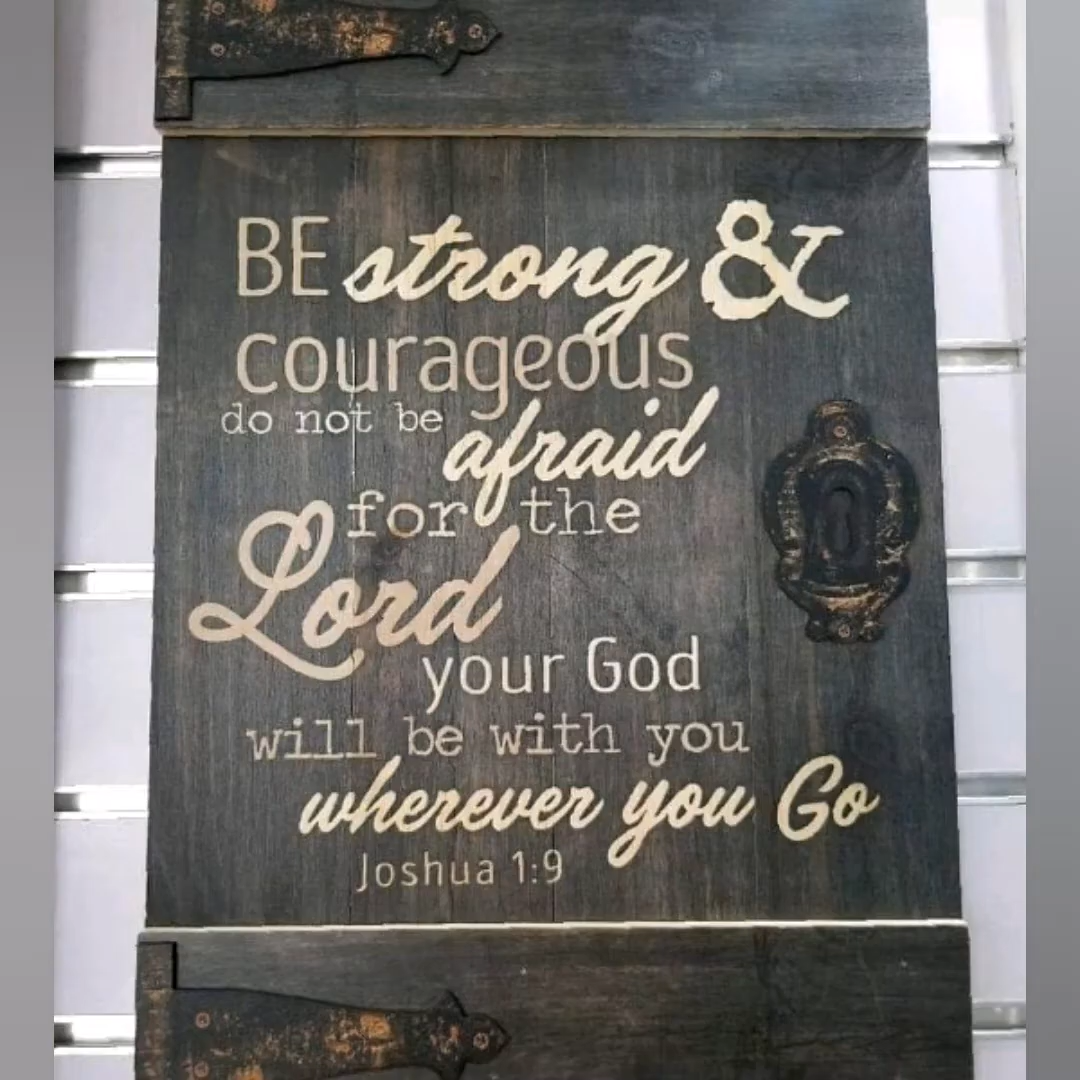 BE strong &
courageous
do not be afraid
for the
Lord
your God
will be with you
wherever you Go
Joshua 1:9